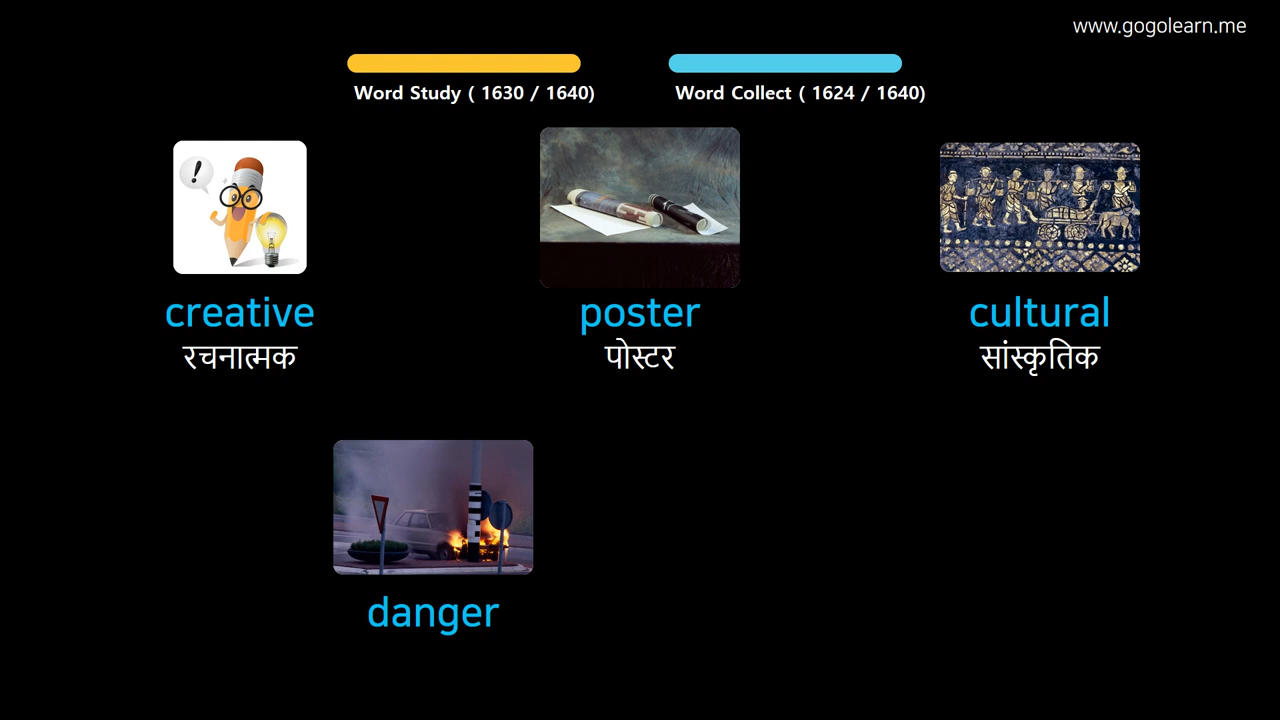 www.gogolearn.me
Word Study ( 1630 / 1640)
Word Collect ( 1624 / 1640)
creative
रचनात्मक
poster
पोस्टर
cultural
सांस्कृतिक
danger